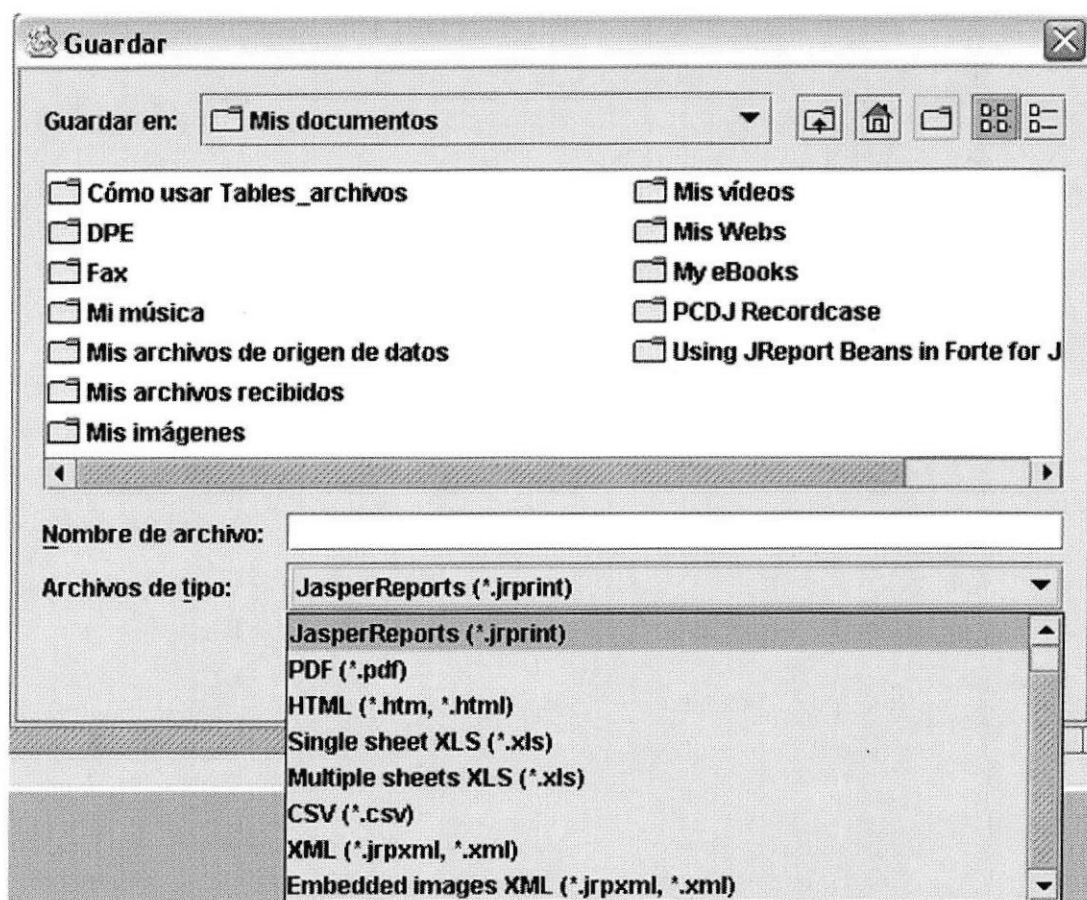 Guardar
Guardar en: Mis documentos
Cómo usar Tables_archivos
DPE
Fax
Mi música
Mis archivos de origen de datos
Mis archivos recibidos
Mis imágenes
Mis vídeos
Mis Webs
My eBooks
PCDJ Recordcase
Using JReport Beans in Forte for J
Nombre de archivo:
Archivos de tipo: JasperReports (*.jrprint)
JasperReports (*.jrprint)
PDF (*.pdf)
HTML (*.htm, *.html)
Single sheet XLS (*.xls)
Multiple sheets XLS (*.xls)
CSV (*.csv)
XML (*.jrpxml, *.xml)
Embedded images XML (*.jrpxml, *.xml)